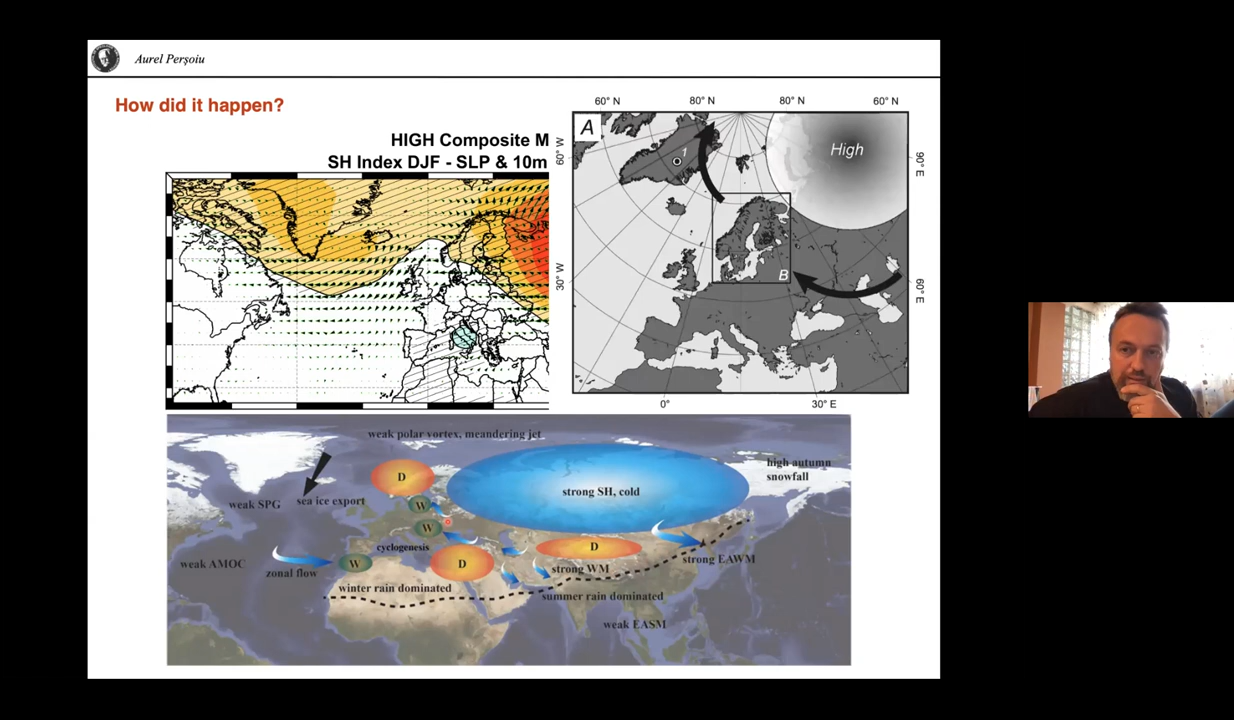 Aurel Perșoiu
How did it happen?
HIGH Composite M
SH Index DJF - SLP & 10m
60° N
80° N
80° N
60° N
A
High
60° W
90° E
1
B
30° W
60° E
0°
30° E
weak polar vortex, meandering jet
D
high autumn
snowfall
strong SH, cold
sea ice export
weak SPG
W
W
cyclogenesis
D
strong EAWM
weak AMOC
zonal flow
W
D
strong WM
winter rain dominated
summer rain dominated
weak EASM